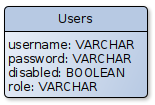 Users
username: VARCHAR
password: VARCHAR
disabled: BOOLEAN
role: VARCHAR